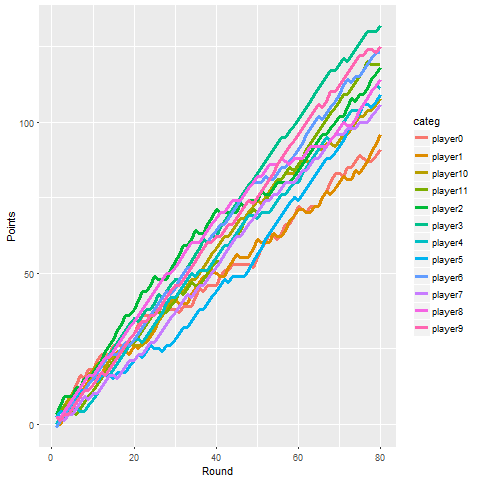 100
50
0
Points
0
20
40
60
80
Round
categ
player0
player1
player10
player11
player2
player3
player4
player5
player6
player7
player8
player9